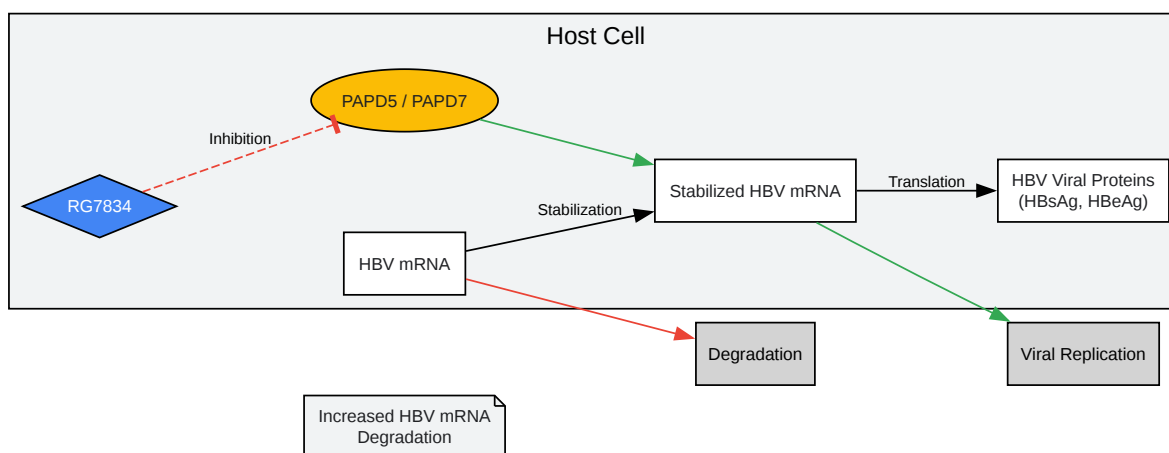 Host Cell
PAPD5 / PAPD7
Inhibition
RG7834
Stabilized HBV mRNA
Translation
HBV Viral Proteins
(HBsAg, HBeAg)
Stabilization
HBV mRNA
Degradation
Viral Replication
Increased HBV mRNA
Degradation